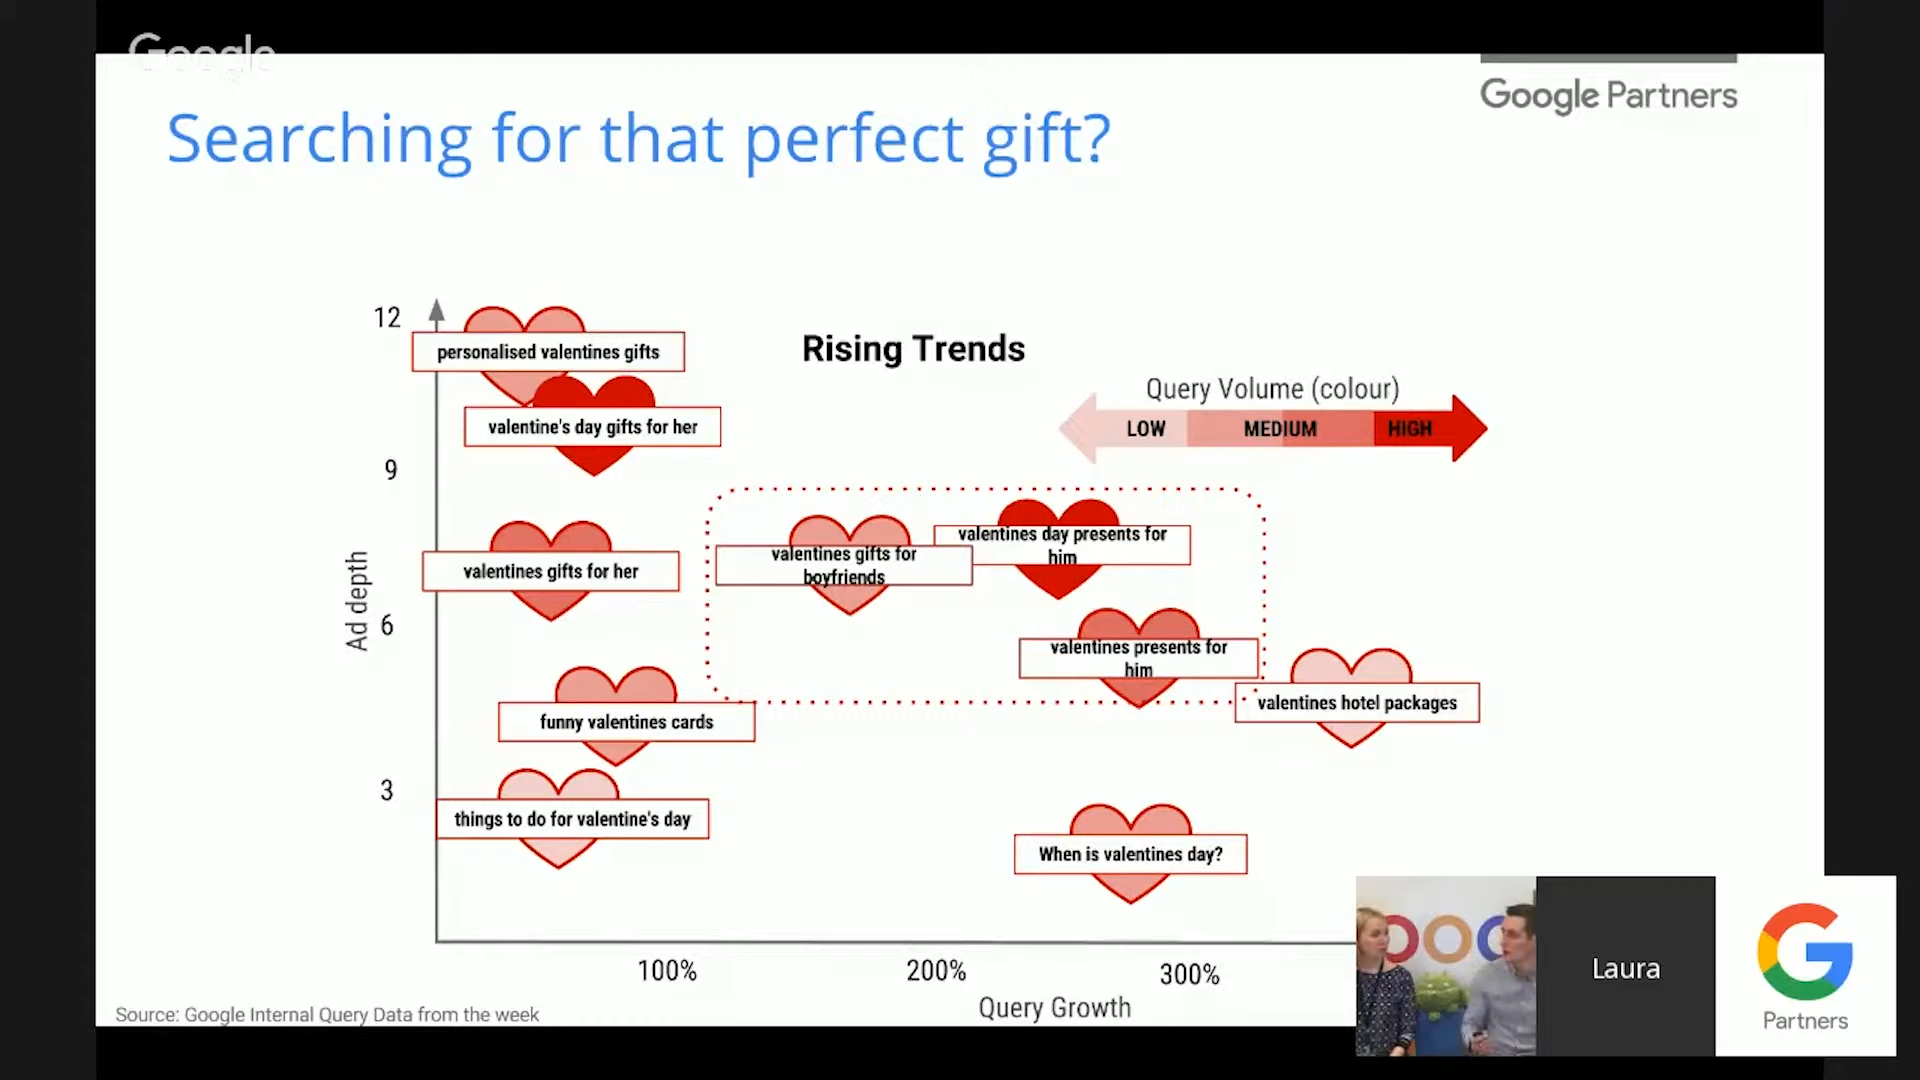 Google
Google Partners
Searching for that perfect gift?
12
personalised valentines gifts
Rising Trends
Query Volume (colour)
LOW MEDIUM HIGH
valentine's day gifts for her
9
valentines day presents for
him
valentines gifts for
boyfriends
valentines gifts for her
Ad depth
6
valentines presents for
him
valentines hotel packages
funny valentines cards
3
things to do for valentine's day
When is valentines day?
100% 200% 300%
Query Growth
Source: Google Internal Query Data from the week
Laura
Partners